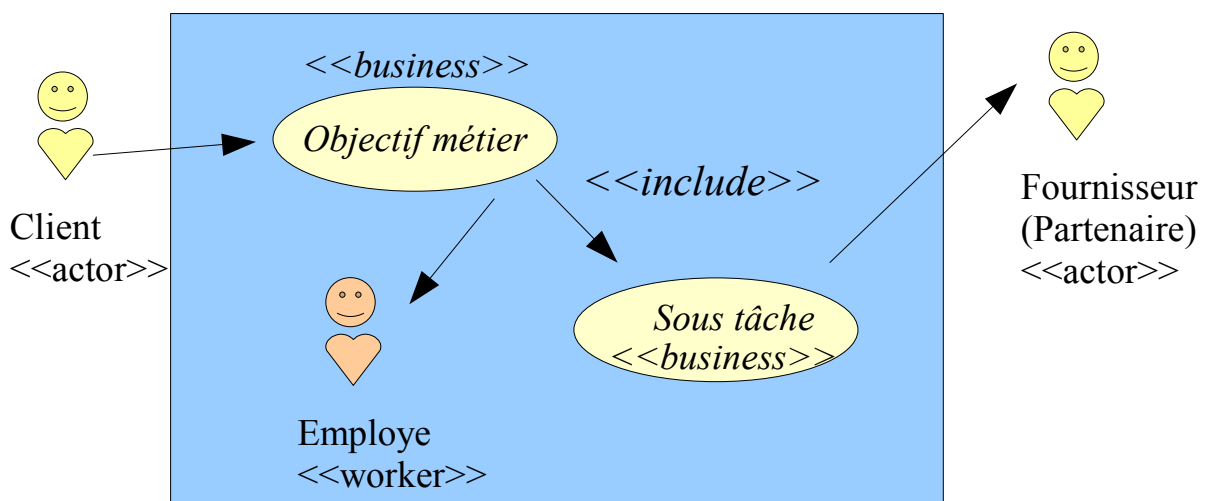 <<business>>
Objectif métier
<<include>>
Client
<<actor>>
Fournisseur
(Partenaire)
<<actor>>
Sous tâche
<<business>>
Employe
<<worker>>